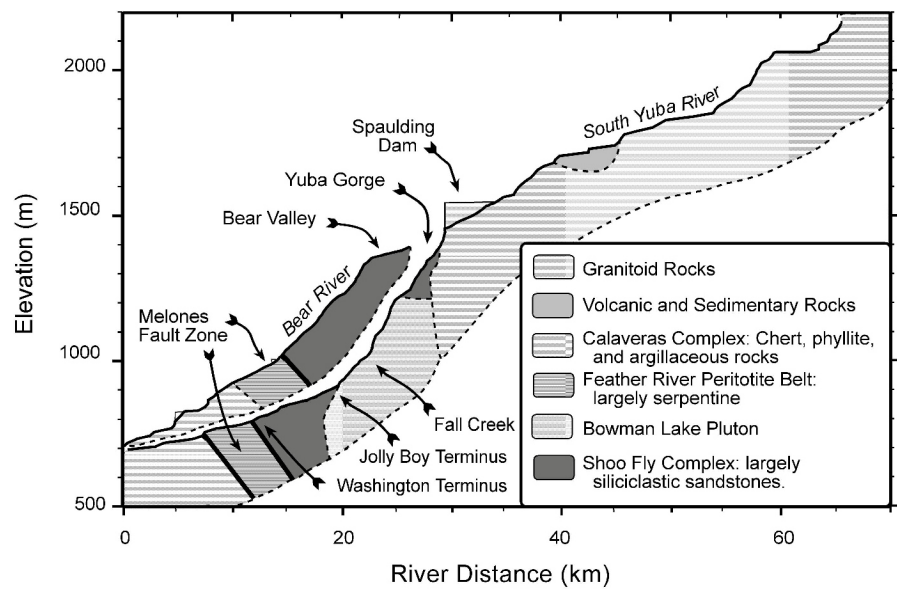 2000
1500
1000
500
Elevation (m)
0
20
40
60
River Distance (km)
South Yuba River
Spaulding
Dam
Yuba Gorge
Bear Valley
Bear River
Melones
Fault Zone
Fall Creek
Jolly Boy Terminus
Washington Terminus
Granitoid Rocks
Volcanic and Sedimentary Rocks
Calaveras Complex: Chert, phyllite,
and argillaceous rocks
Feather River Peritotite Belt:
largely serpentine
Bowman Lake Pluton
Shoo Fly Complex: largely
siliciclastic sandstones.